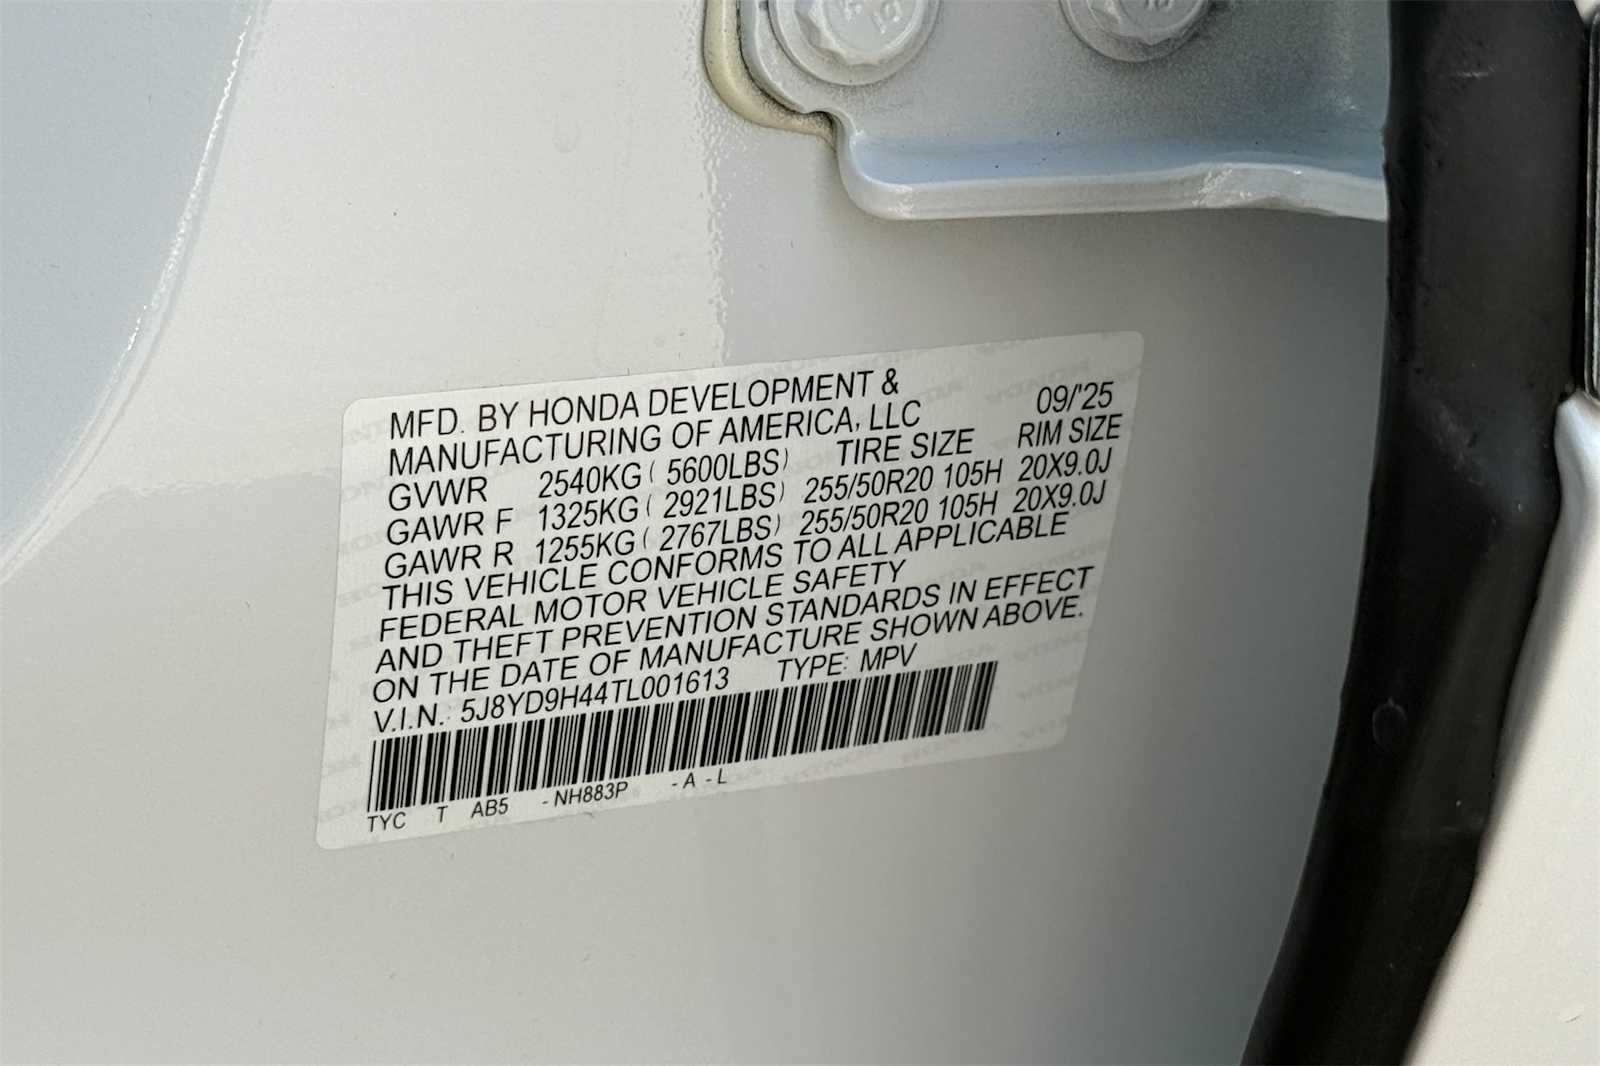 MFD. BY HONDA DEVELOPMENT & 09/'25
MANUFACTURING OF AMERICA, LLC
GVWR 2540KG ( 5600LBS) TIRE SIZE RIM SIZE
GAWR F 1325KG ( 2921LBS) 255/50R20 105H 20X9.0J
GAWR R 1255KG ( 2767LBS) 255/50R20 105H 20X9.0J
THIS VEHICLE CONFORMS TO ALL APPLICABLE
FEDERAL MOTOR VEHICLE SAFETY
AND THEFT PREVENTION STANDARDS IN EFFECT
ON THE DATE OF MANUFACTURE SHOWN ABOVE.
V.I.N.: 5J8YD9H44TL001613 TYPE: MPV
TYC T AB5 - NH883P - A - L